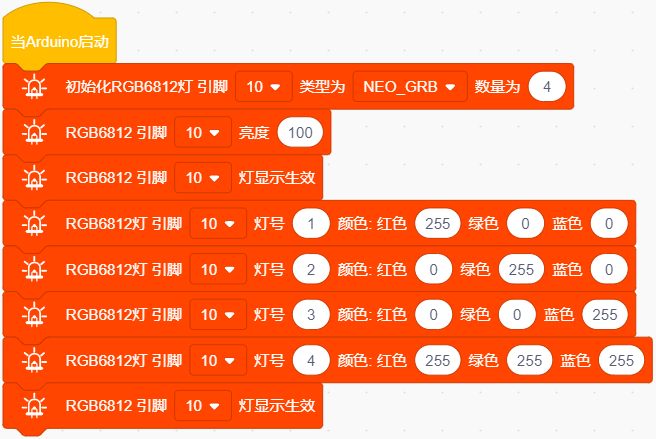 当Arduino启动
初始化RGB6812灯 引脚 10 类型为 NEO_GRB 数量为 4
RGB6812 引脚 10 亮度 100
RGB6812 引脚 10 灯显示生效
RGB6812灯 引脚 10 灯号 1 颜色: 红色 255 绿色 0 蓝色 0
RGB6812灯 引脚 10 灯号 2 颜色: 红色 0 绿色 255 蓝色 0
RGB6812灯 引脚 10 灯号 3 颜色: 红色 0 绿色 0 蓝色 255
RGB6812灯 引脚 10 灯号 4 颜色: 红色 255 绿色 255 蓝色 255
RGB6812 引脚 10 灯显示生效